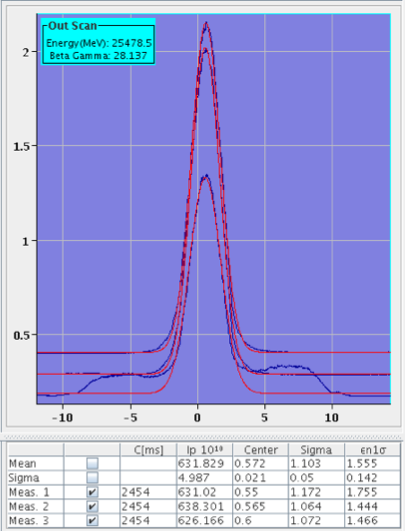 Out Scan
Energy(MeV): 25478.5
Beta Gamma: 28.137
2
1.5
1
0.5
-10 -5 0 5 10
C[ms] Ip 10¹⁰ Center Sigma εn1σ
Mean 631.829 0.572 1.103 1.555
Sigma 4.987 0.021 0.05 0.142
Meas. 1 2454 631.02 0.55 1.172 1.755
Meas. 2 2454 638.301 0.565 1.064 1.444
Meas. 3 2454 626.166 0.6 1.072 1.466